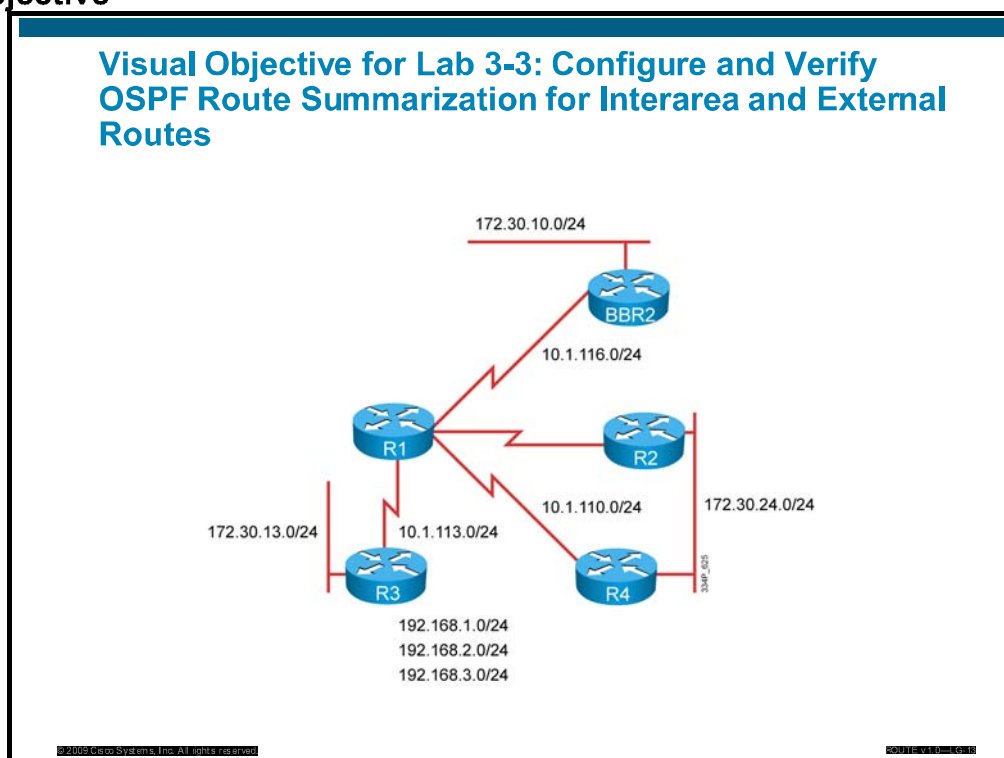 Visual Objective for Lab 3-3: Configure and Verify
OSPF Route Summarization for Interarea and External
Routes
172.30.10.0/24
BBR2
10.1.116.0/24
R1
R2
10.1.110.0/24
172.30.24.0/24
172.30.13.0/24
10.1.113.0/24
R3
R4
334P_625
192.168.1.0/24
192.168.2.0/24
192.168.3.0/24
© 2009 Cisco Systems, Inc. All rights reserved.
ROUTE v1.0—LG-13